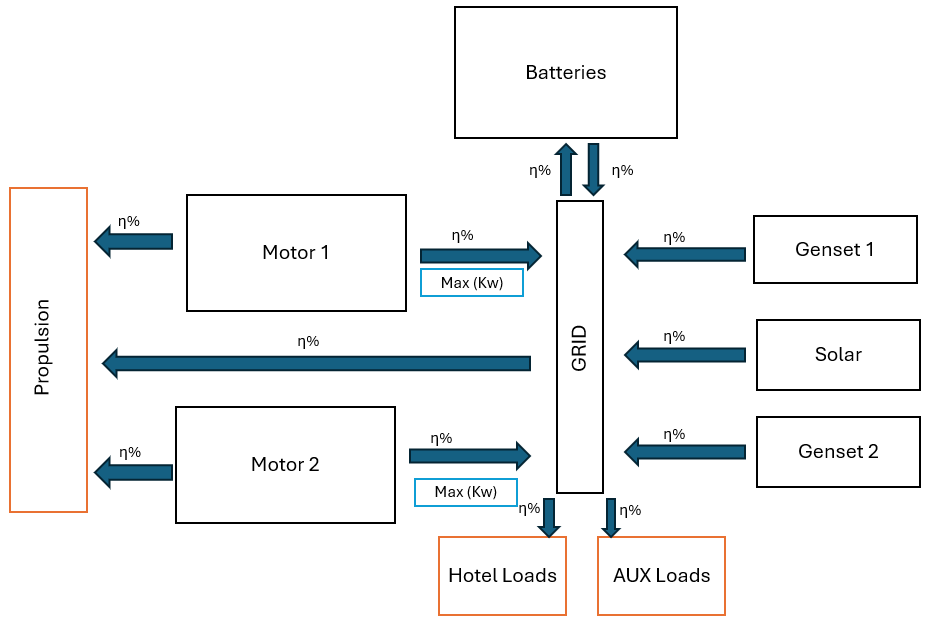 Batteries
η%
η%
η%
Motor 1
η%
Max (Kw)
η%
Genset 1
Propulsion
η%
GRID
η%
Solar
η%
Motor 2
η%
Max (Kw)
η%
Genset 2
η%
η%
Hotel Loads
AUX Loads